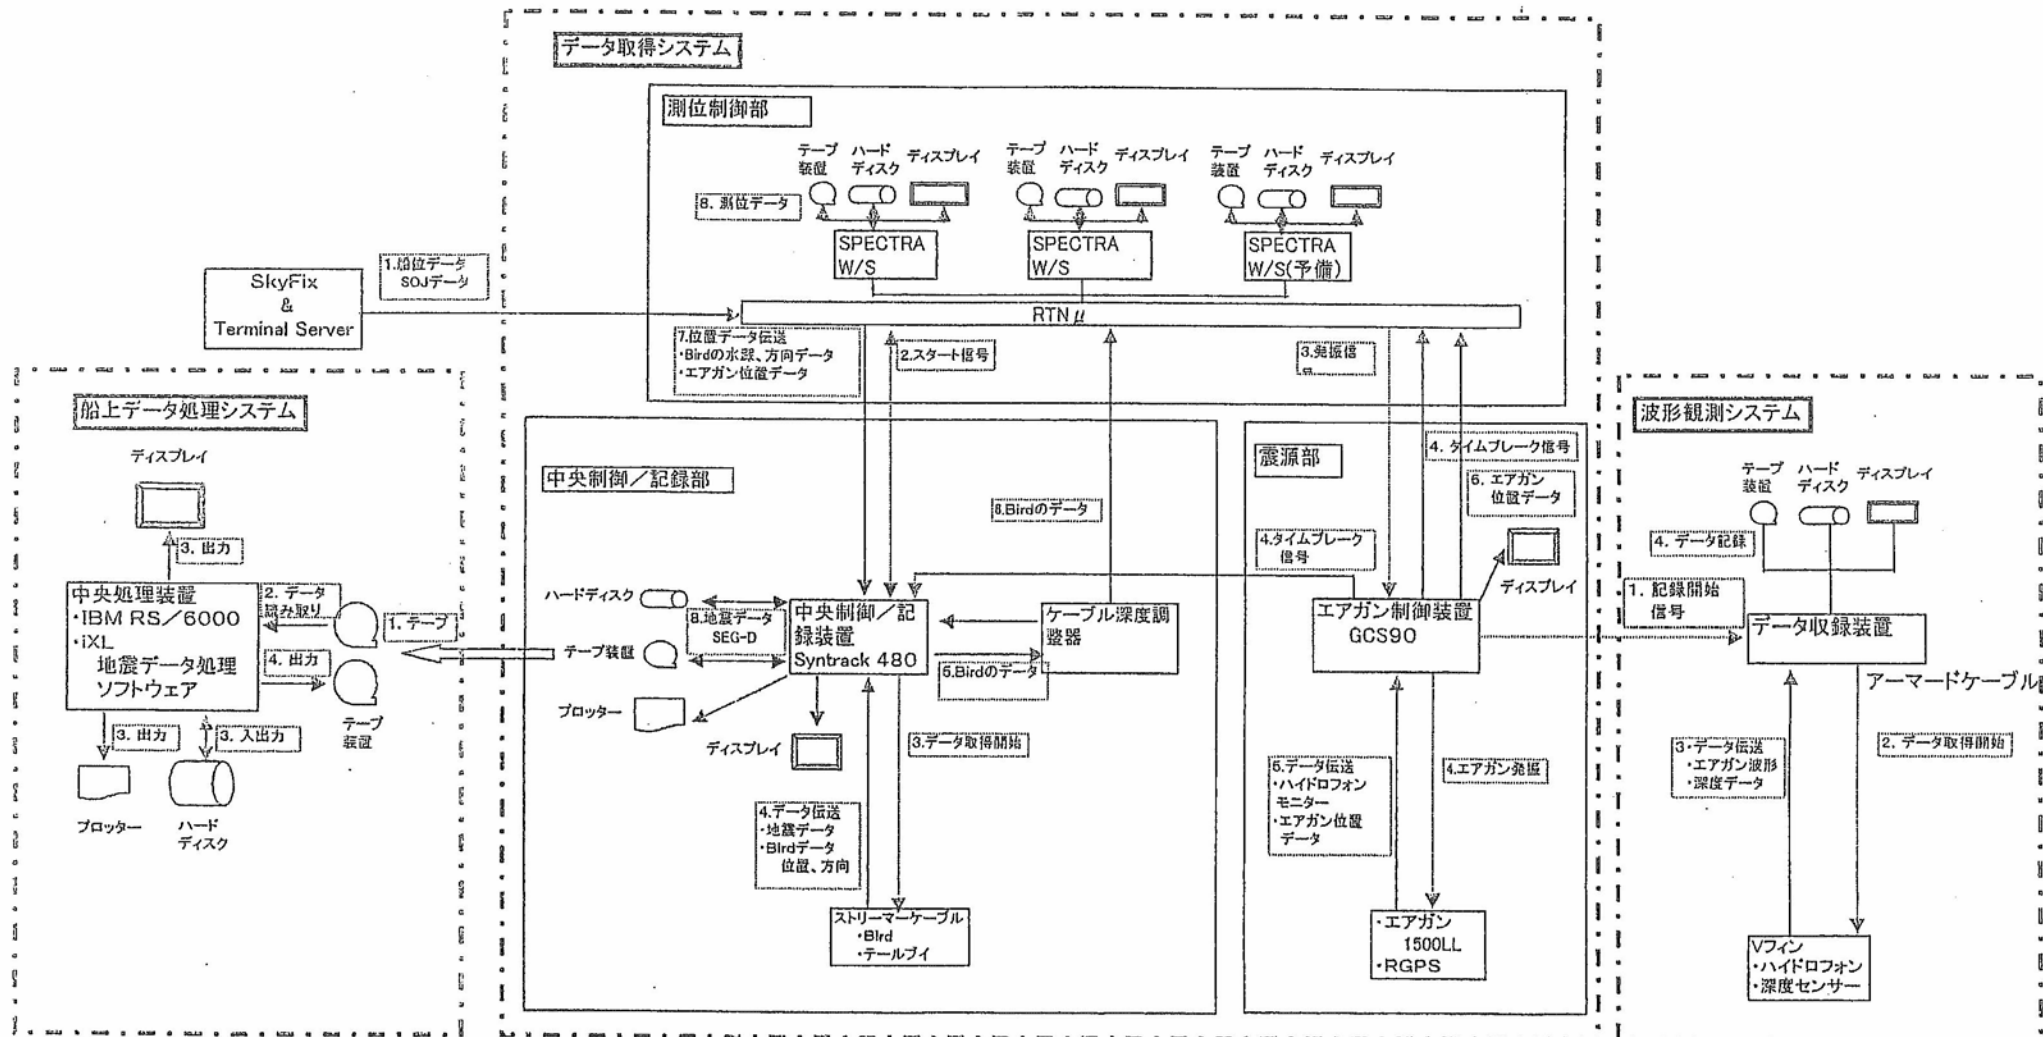 データ取得システム
測位制御部
テープ
装置
ハード
ディスク
ディスプレイ
テープ
装置
ハード
ディスク
ディスプレイ
テープ
装置
ハード
ディスク
ディスプレイ
8. 測位データ
SPECTRA
W/S
SPECTRA
W/S
SPECTRA
W/S(予備)
1.船位データ
SOJデータ
SkyFix
&
Terminal Server
RTNμ
7.位置データ伝送
・Birdの水深、方向データ
・エアガン位置データ
2.スタート信号
3.発振信
号
船上データ処理システム
ディスプレイ
3. 出力
中央処理装置
・IBM RS/6000
・iXL
地震データ処理
ソフトウェア
2. データ
読み取り
4. 出力
1. テープ
テープ
装置
3. 出力
3. 入出力
プロッター
ハード
ディスク
中央制御/記録部
6.Birdのデータ
ハードディスク
8.地震データ
SEG-D
テープ装置
中央制御/記
録装置
Syntrack 480
ケーブル深度調
整器
5.Birdのデータ
プロッター
ディスプレイ
3.データ取得開始
4.データ伝送
・地震データ
・Birdデータ
位置、方向
ストリーマーケーブル
・Bird
・テールブイ
震源部
4. タイムブレーク信号
6. エアガン
位置データ
4.タイムブレーク
信号
ディスプレイ
エアガン制御装置
GCS90
5.データ伝送
・ハイドロフォン
モニター
・エアガン位置
データ
4.エアガン発振
・エアガン
1500LL
・RGPS
波形観測システム
テープ
装置
ハード
ディスク
ディスプレイ
4. データ記録
1. 記録開始
信号
データ収録装置
アーマードケーブル
3・データ伝送
・エアガン波形
・深度データ
2. データ取得開始
Vフィン
・ハイドロフォン
・深度センサー